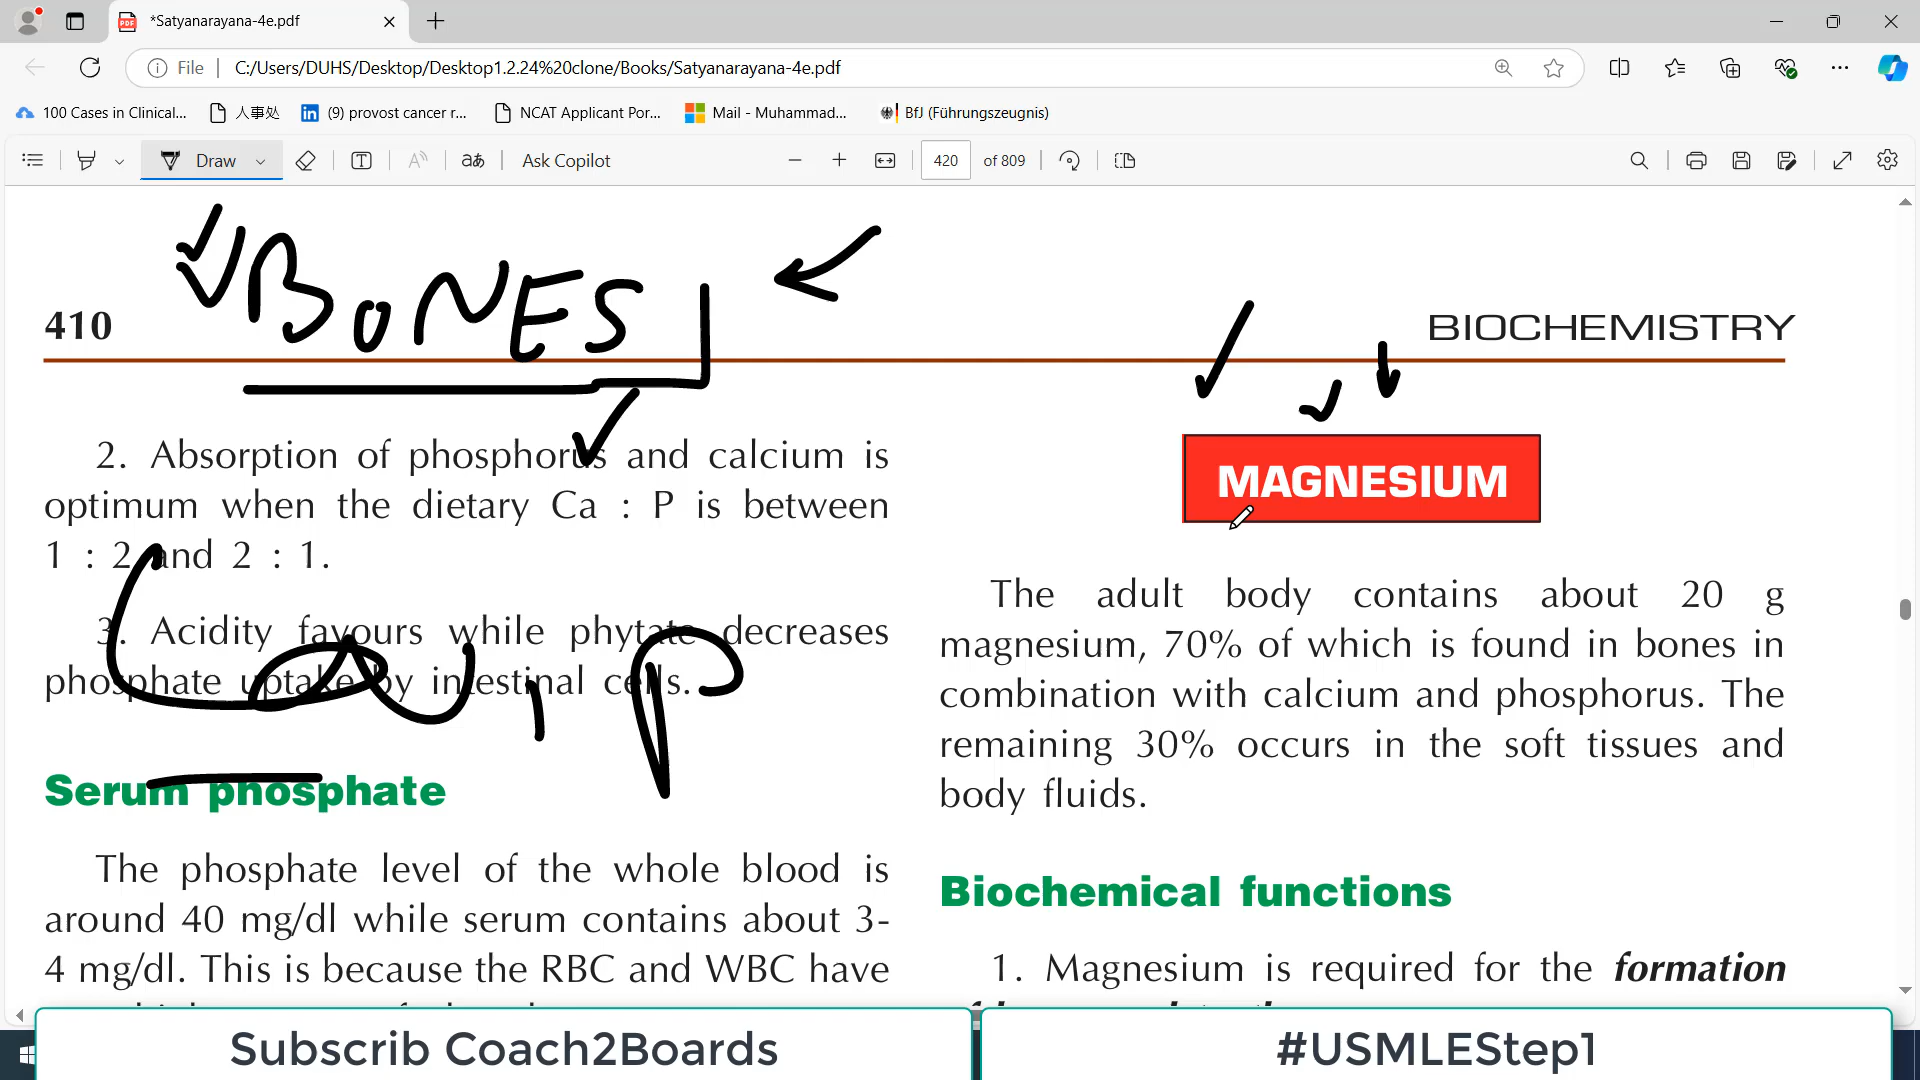 *Satyanarayana-4e.pdf
File
C:/Users/DUHS/Desktop/Desktop1.2.24%20clone/Books/Satyanarayana-4e.pdf
100 Cases in Clinical...
人事处
(9) provost cancer r...
NCAT Applicant Por...
Mail - Muhammad...
BfJ (Führungszeugnis)
Draw
aあ
Ask Copilot
420 of 809
BONES
410
BIOCHEMISTRY
2. Absorption of phosphorus and calcium is
optimum when the dietary Ca : P is between
1 : 2 and 2 : 1.
3. Acidity favours while phytate decreases
phosphate uptake by intestinal cells.
Ca, P
Serum phosphate
The phosphate level of the whole blood is
around 40 mg/dl while serum contains about 3-
4 mg/dl. This is because the RBC and WBC have
MAGNESIUM
The adult body contains about 20 g
magnesium, 70% of which is found in bones in
combination with calcium and phosphorus. The
remaining 30% occurs in the soft tissues and
body fluids.
Biochemical functions
1. Magnesium is required for the formation
Subscrib Coach2Boards
#USMLEStep1